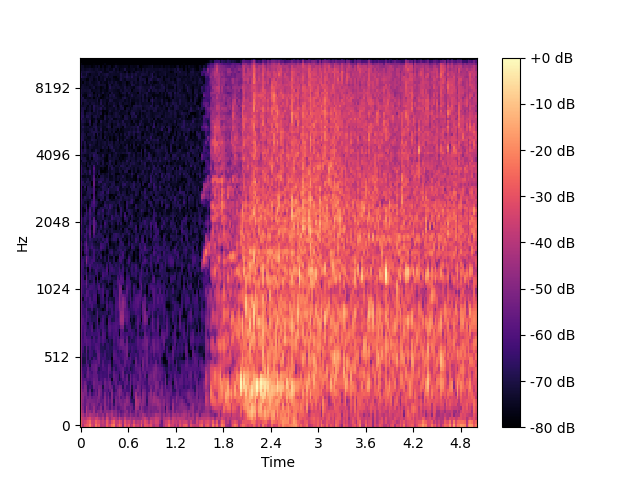 +0 dB
8192
-10 dB
4096
-20 dB
-30 dB
2048
Hz
-40 dB
1024
-50 dB
-60 dB
512
-70 dB
0
-80 dB
0 0.6 1.2 1.8 2.4 3 3.6 4.2 4.8
Time